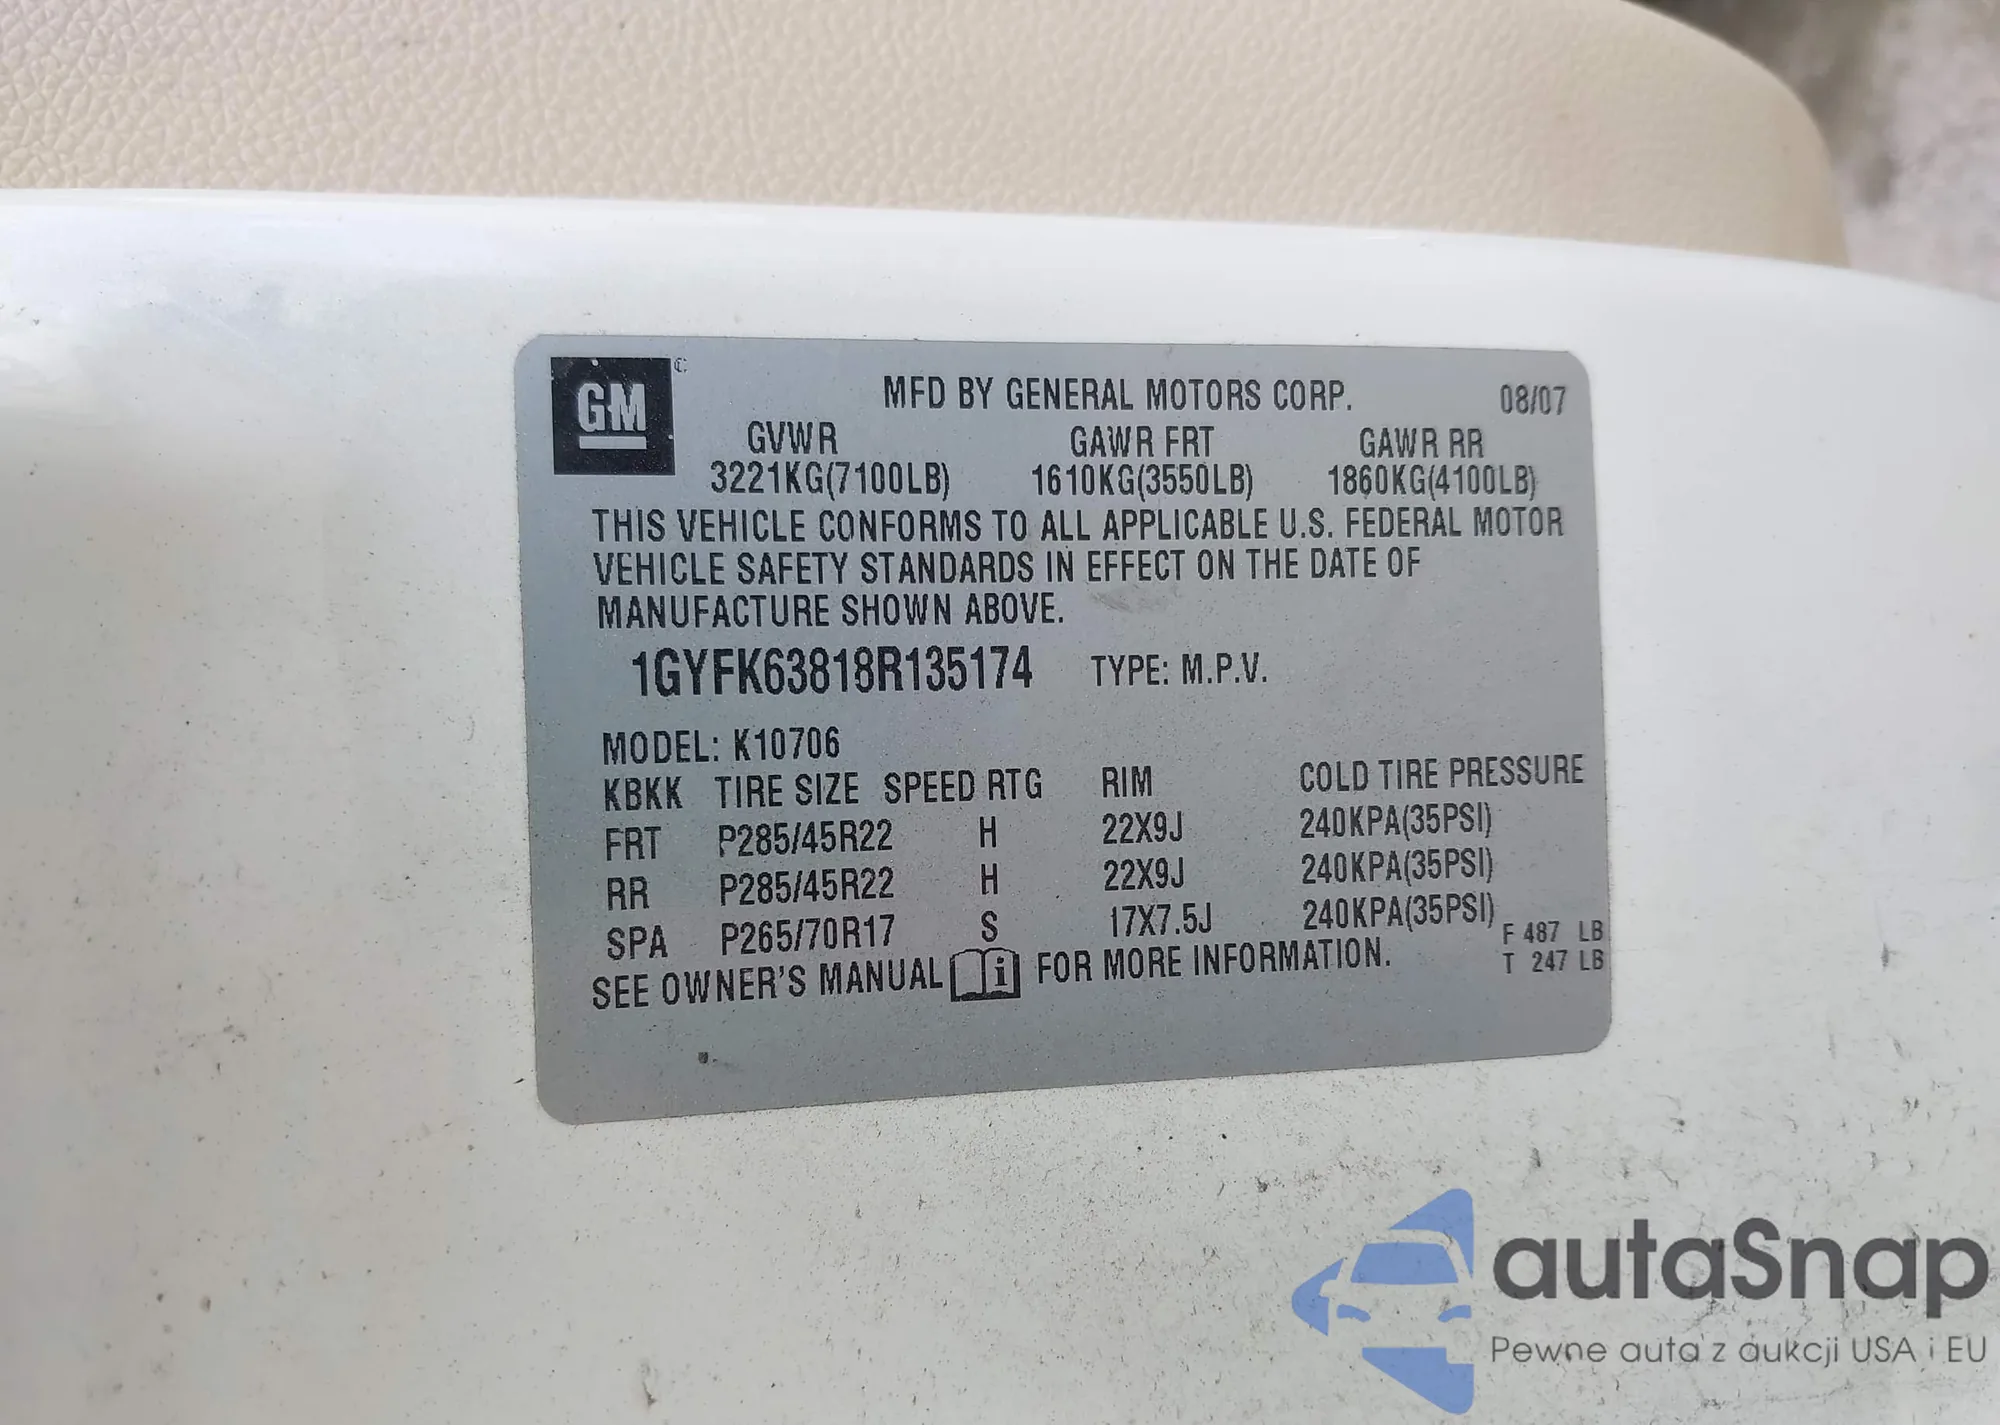 GM
MFD BY GENERAL MOTORS CORP. 08/07
GVWR GAWR FRT GAWR RR
3221KG(7100LB) 1610KG(3550LB) 1860KG(4100LB)
THIS VEHICLE CONFORMS TO ALL APPLICABLE U.S. FEDERAL MOTOR
VEHICLE SAFETY STANDARDS IN EFFECT ON THE DATE OF
MANUFACTURE SHOWN ABOVE.
1GYFK63818R135174 TYPE: M.P.V.
MODEL: K10706
KBKK TIRE SIZE SPEED RTG RIM COLD TIRE PRESSURE
FRT P285/45R22 H 22X9J 240KPA(35PSI)
RR P285/45R22 H 22X9J 240KPA(35PSI)
SPA P265/70R17 S 17X7.5J 240KPA(35PSI)
F 487 LB
T 247 LB
SEE OWNER'S MANUAL i FOR MORE INFORMATION.
autaSnap
Pewne auta z aukcji USA i EU